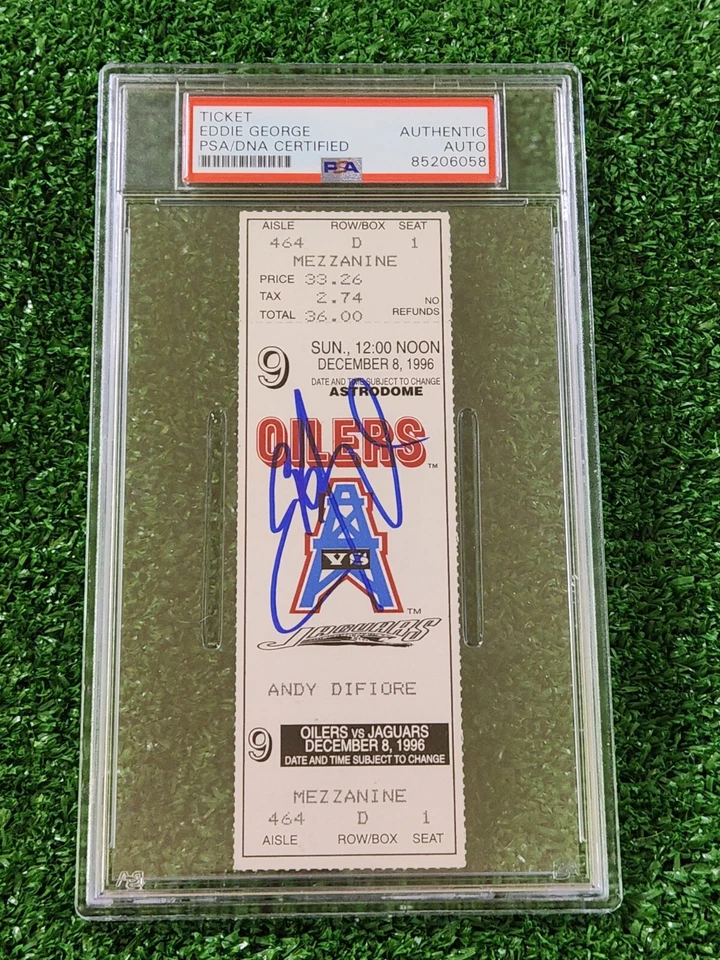 TICKET
EDDIE GEORGE
PSA/DNA CERTIFIED
AUTHENTIC
AUTO
85206058
PSA
AISLE ROW/BOX SEAT
464 D 1
MEZZANINE
PRICE 33.26
TAX 2.74
TOTAL 36.00
NO
REFUNDS
9
SUN., 12:00 NOON
DECEMBER 8, 1996
DATE AND TIME SUBJECT TO CHANGE
ASTRODOME
OILERS™
VS
™
JAGUARS
ANDY DIFIORE
9
OILERS vs JAGUARS
DECEMBER 8, 1996
DATE AND TIME SUBJECT TO CHANGE
MEZZANINE
464 D 1
AISLE ROW/BOX SEAT